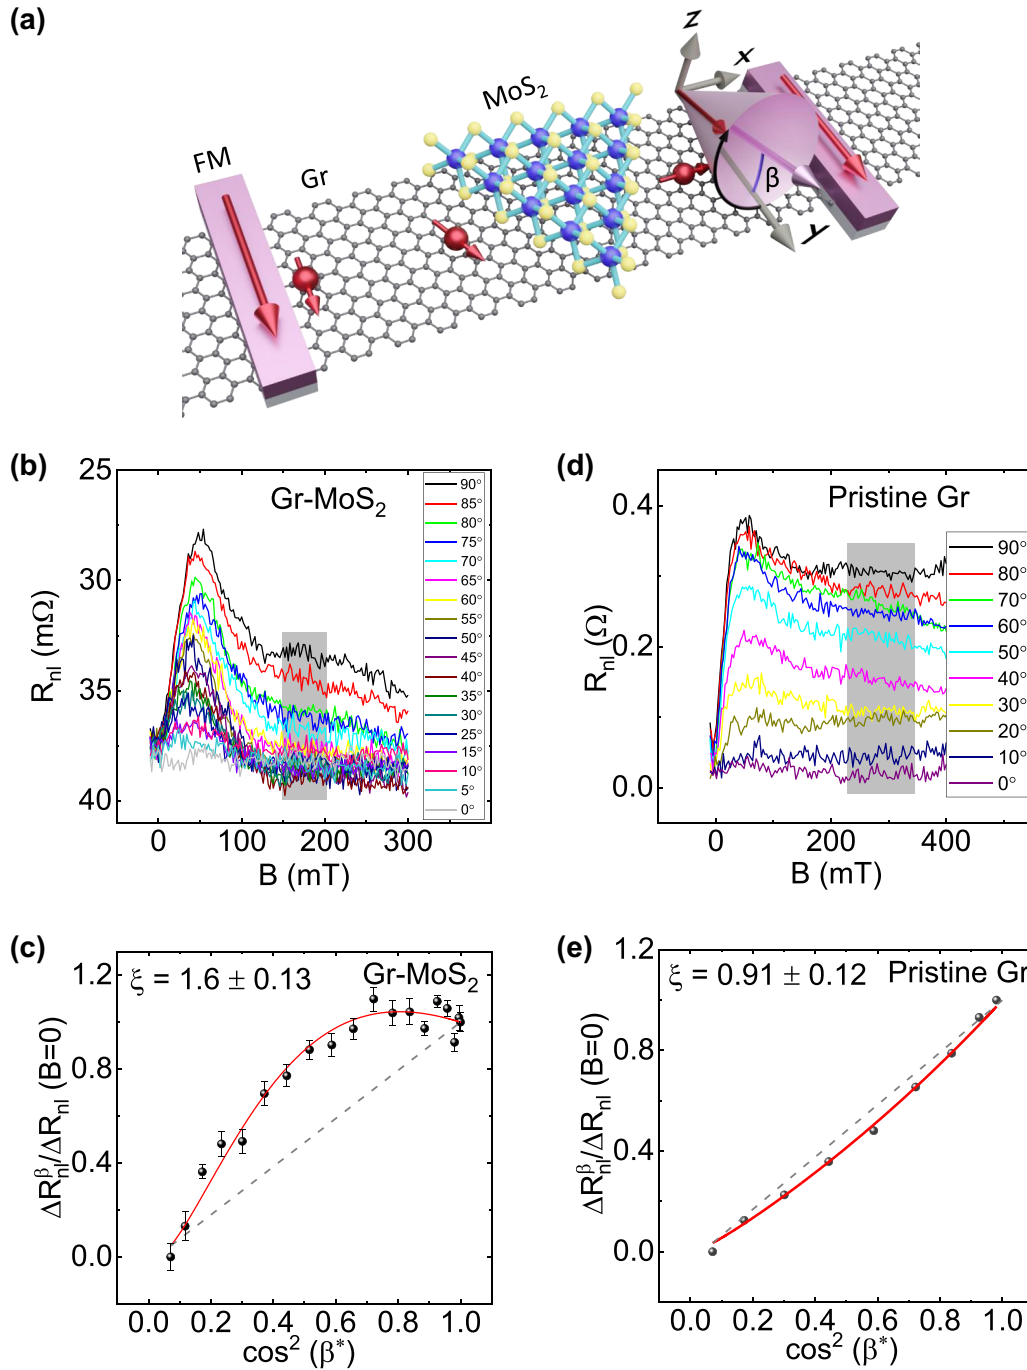 (a)
Z
X
MoS₂
FM
Gr
β
Y
(b)
25
30
35
40
Rₙₗ (mΩ)
Gr-MoS₂
90°
85°
80°
75°
70°
65°
60°
55°
50°
45°
40°
35°
30°
25°
15°
10°
5°
0°
0
100
200
300
B (mT)
(d)
0.4
0.2
0.0
Rₙₗ (Ω)
Pristine Gr
90°
80°
70°
60°
50°
40°
30°
20°
10°
0°
0
200
400
B (mT)
(c)
1.2
0.8
0.4
0.0
ΔRₙₗᵝ/ΔRₙₗ (B=0)
ξ = 1.6 ± 0.13
Gr-MoS₂
0.0 0.2 0.4 0.6 0.8 1.0
cos² (β*)
(e)
1.2
0.8
0.4
0.0
ΔRₙₗᵝ/ΔRₙₗ (B=0)
ξ = 0.91 ± 0.12
Pristine Gr
0.0 0.2 0.4 0.6 0.8 1.0
cos² (β*)